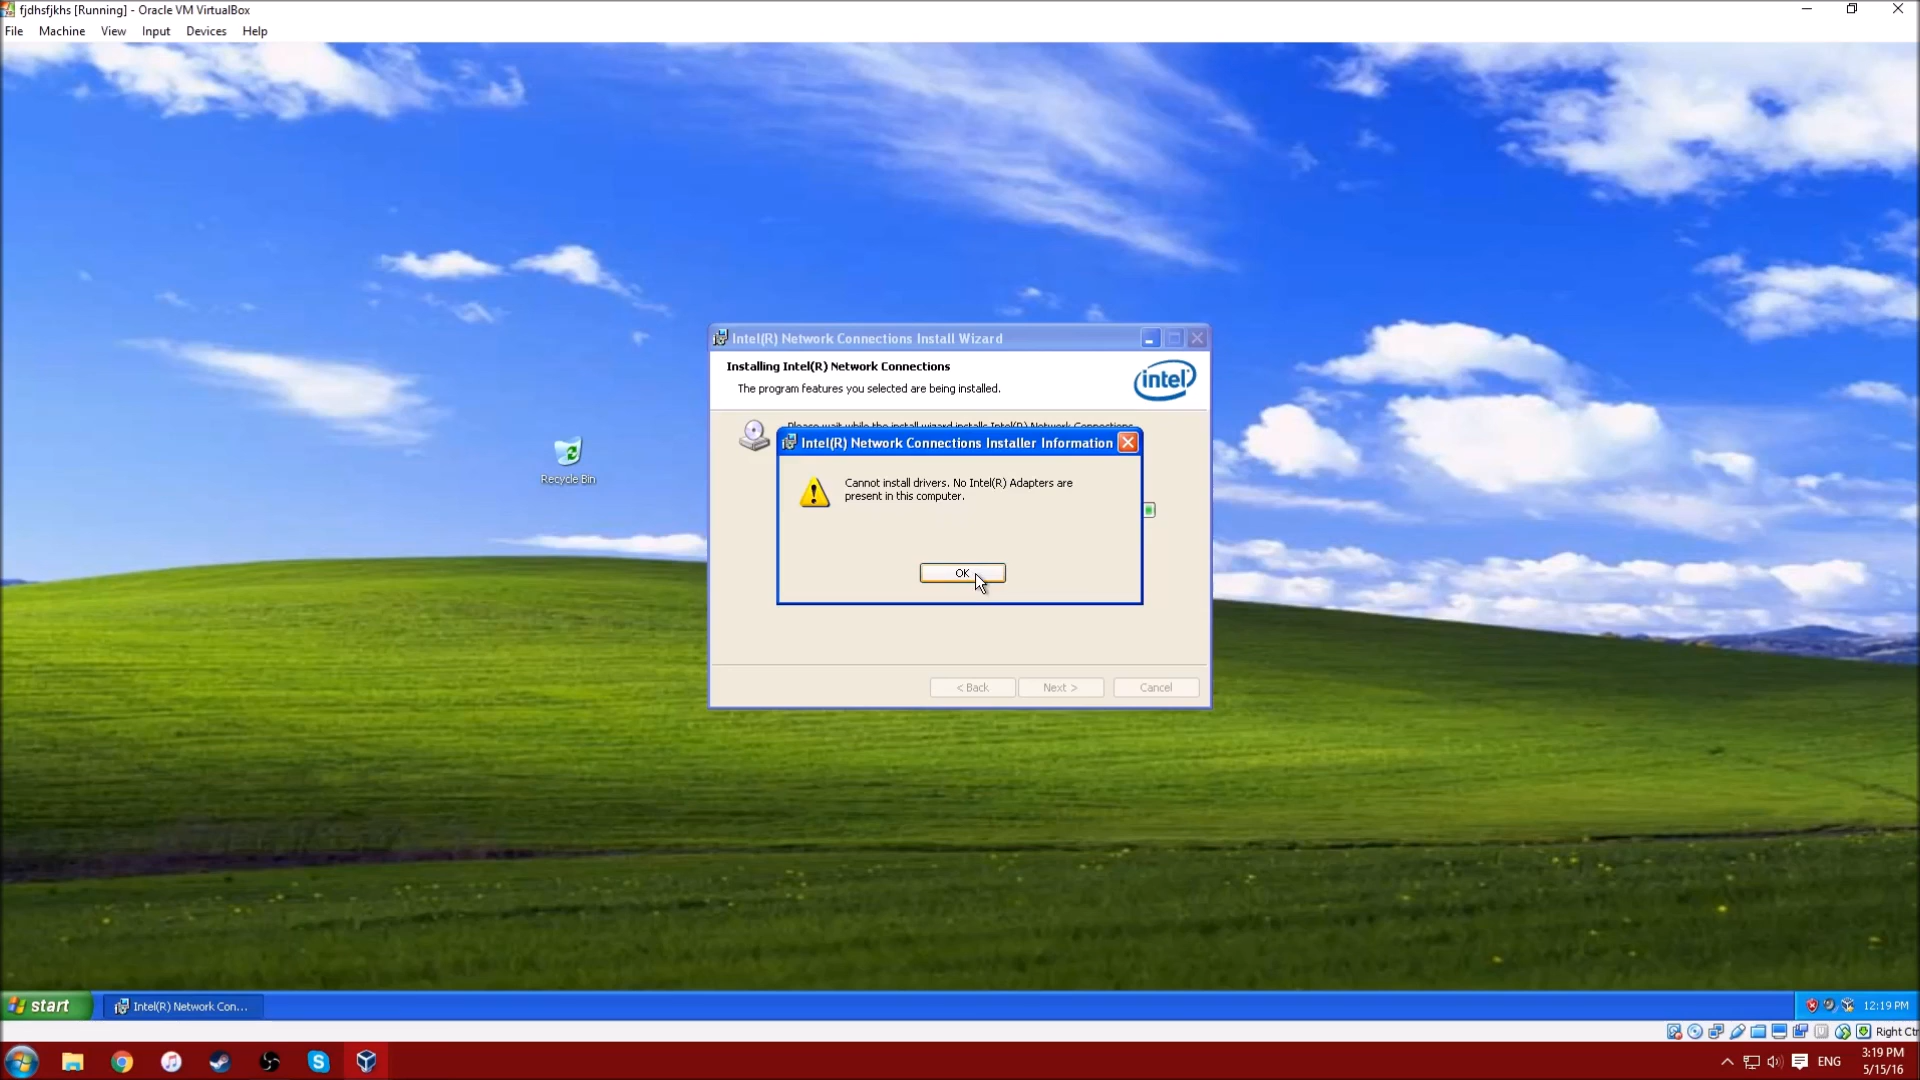 fjdhsfjkhs [Running] - Oracle VM VirtualBox
File Machine View Input Devices Help
Intel(R) Network Connections Install Wizard
Installing Intel(R) Network Connections
The program features you selected are being installed.
intel
Please wait while the install wizard installs Intel(R) Network Connections
Intel(R) Network Connections Installer Information
Cannot install drivers. No Intel(R) Adapters are
present in this computer.
OK
Recycle Bin
< Back Next > Cancel
start Intel(R) Network Con... 12:19 PM
Right Ctr
ENG
3:19 PM
5/15/16